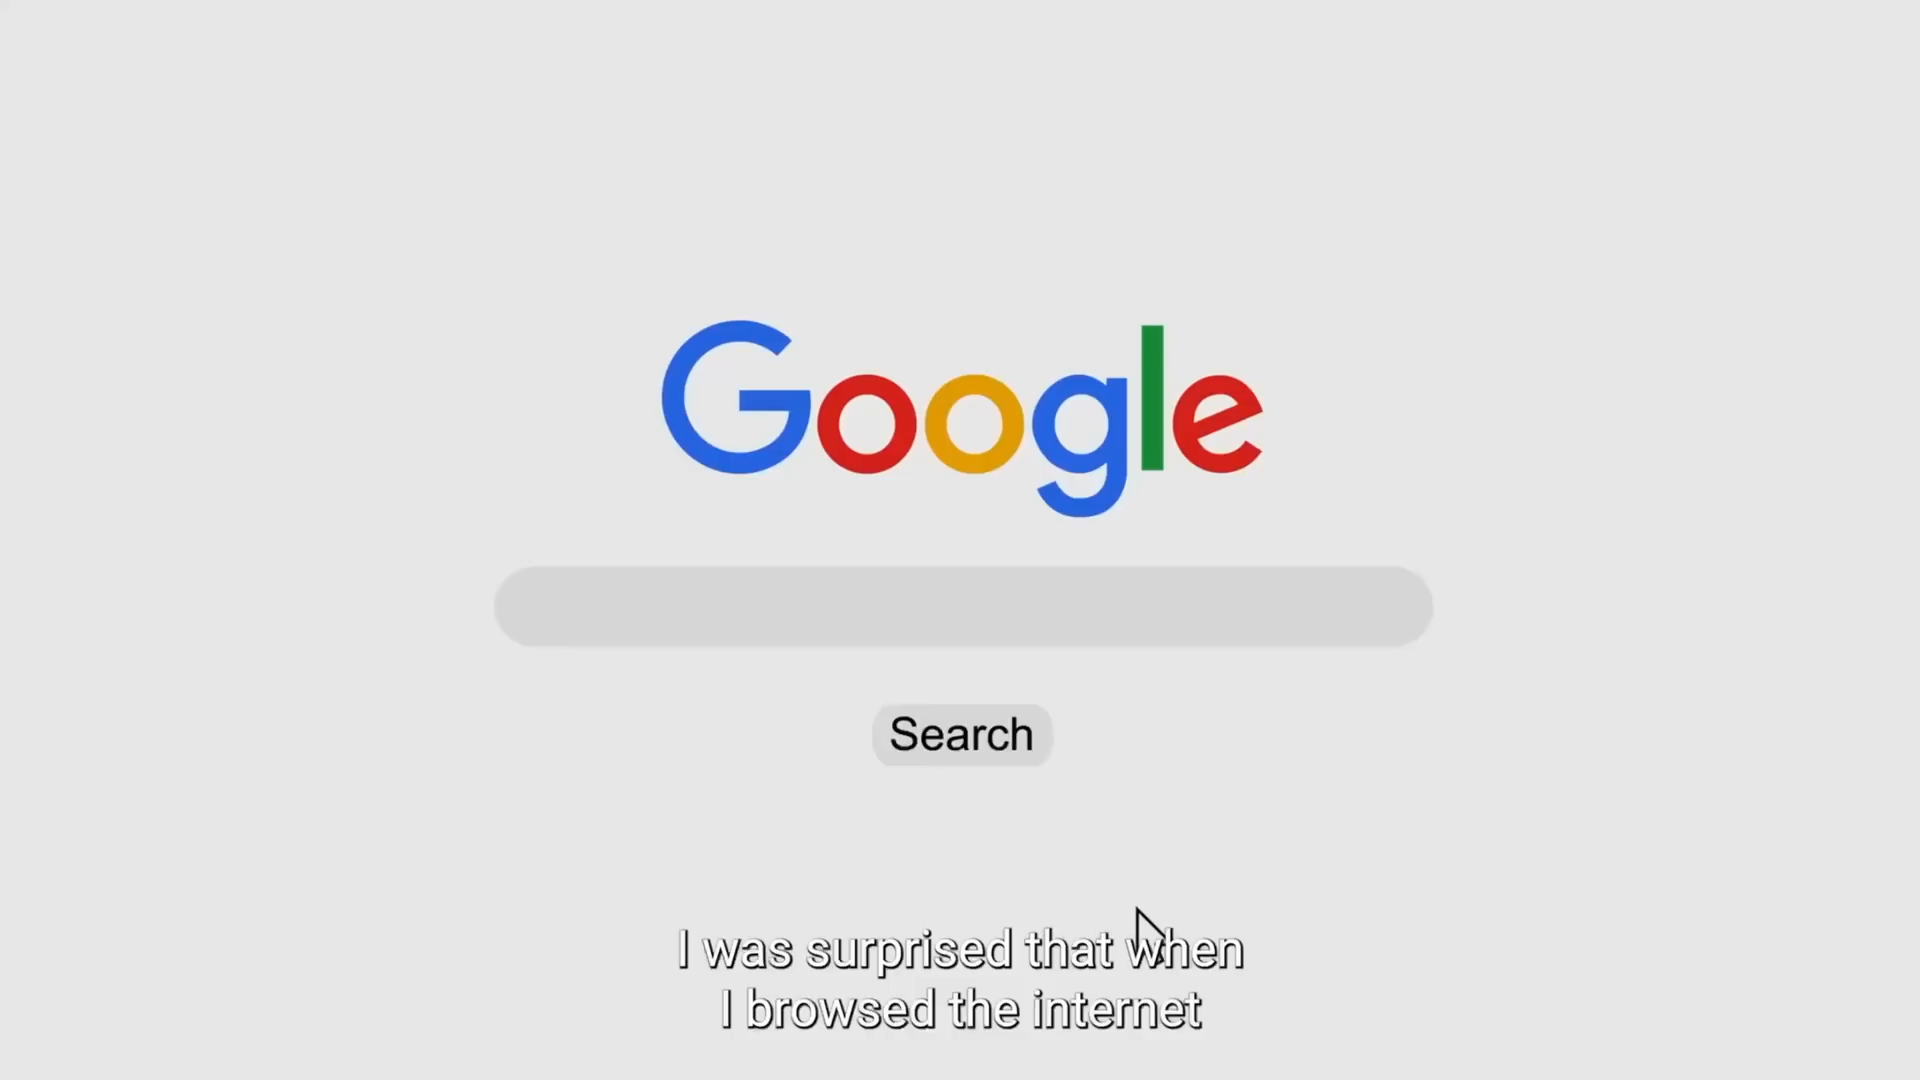 Google
Search
I was surprised that when
I browsed the internet